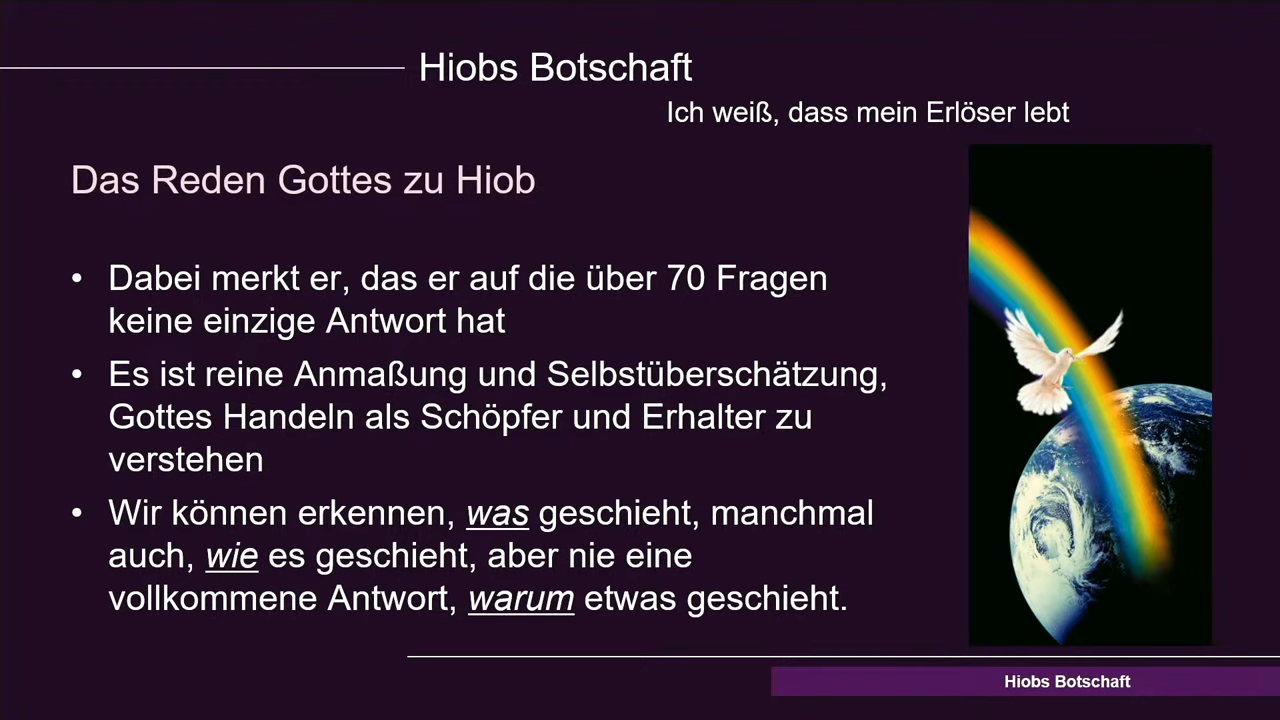 Hiobs Botschaft
Ich weiß, dass mein Erlöser lebt
Das Reden Gottes zu Hiob
• Dabei merkt er, das er auf die über 70 Fragen
keine einzige Antwort hat
• Es ist reine Anmaßung und Selbstüberschätzung,
Gottes Handeln als Schöpfer und Erhalter zu
verstehen
• Wir können erkennen, was geschieht, manchmal
auch, wie es geschieht, aber nie eine
vollkommene Antwort, warum etwas geschieht.
Hiobs Botschaft